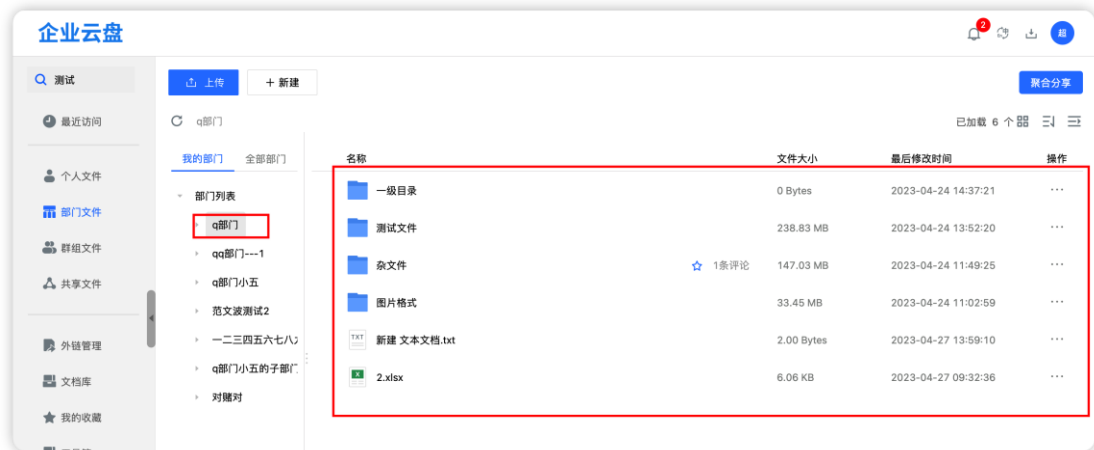 企业云盘
2
超
测试
上传
+ 新建
聚合分享
最近访问
q部门
已加载 6 个
我的部门 全部部门
名称 文件大小 最后修改时间 操作
个人文件
部门文件
群组文件
共享文件
外链管理
文档库
我的收藏
部门列表
q部门
qq部门---1
q部门小五
范文波测试2
一二三四五六七八
q部门小五的子部门
对赌对
一级目录 0 Bytes 2023-04-24 14:37:21 ...
测试文件 238.83 MB 2023-04-24 13:52:20 ...
杂文件 1条评论 147.03 MB 2023-04-24 11:49:25 ...
图片格式 33.45 MB 2023-04-24 11:02:59 ...
TXT 新建 文本文档.txt 2.00 Bytes 2023-04-27 13:59:10 ...
X 2.xlsx 6.06 KB 2023-04-27 09:32:36 ...